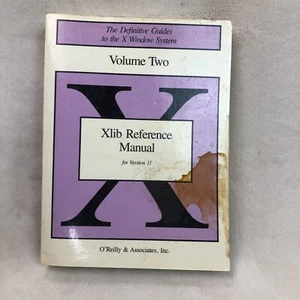 The Definitive Guides
to the X Window System
Volume Two
X
Xlib Reference
Manual
for Version 11
O'Reilly & Associates, Inc.